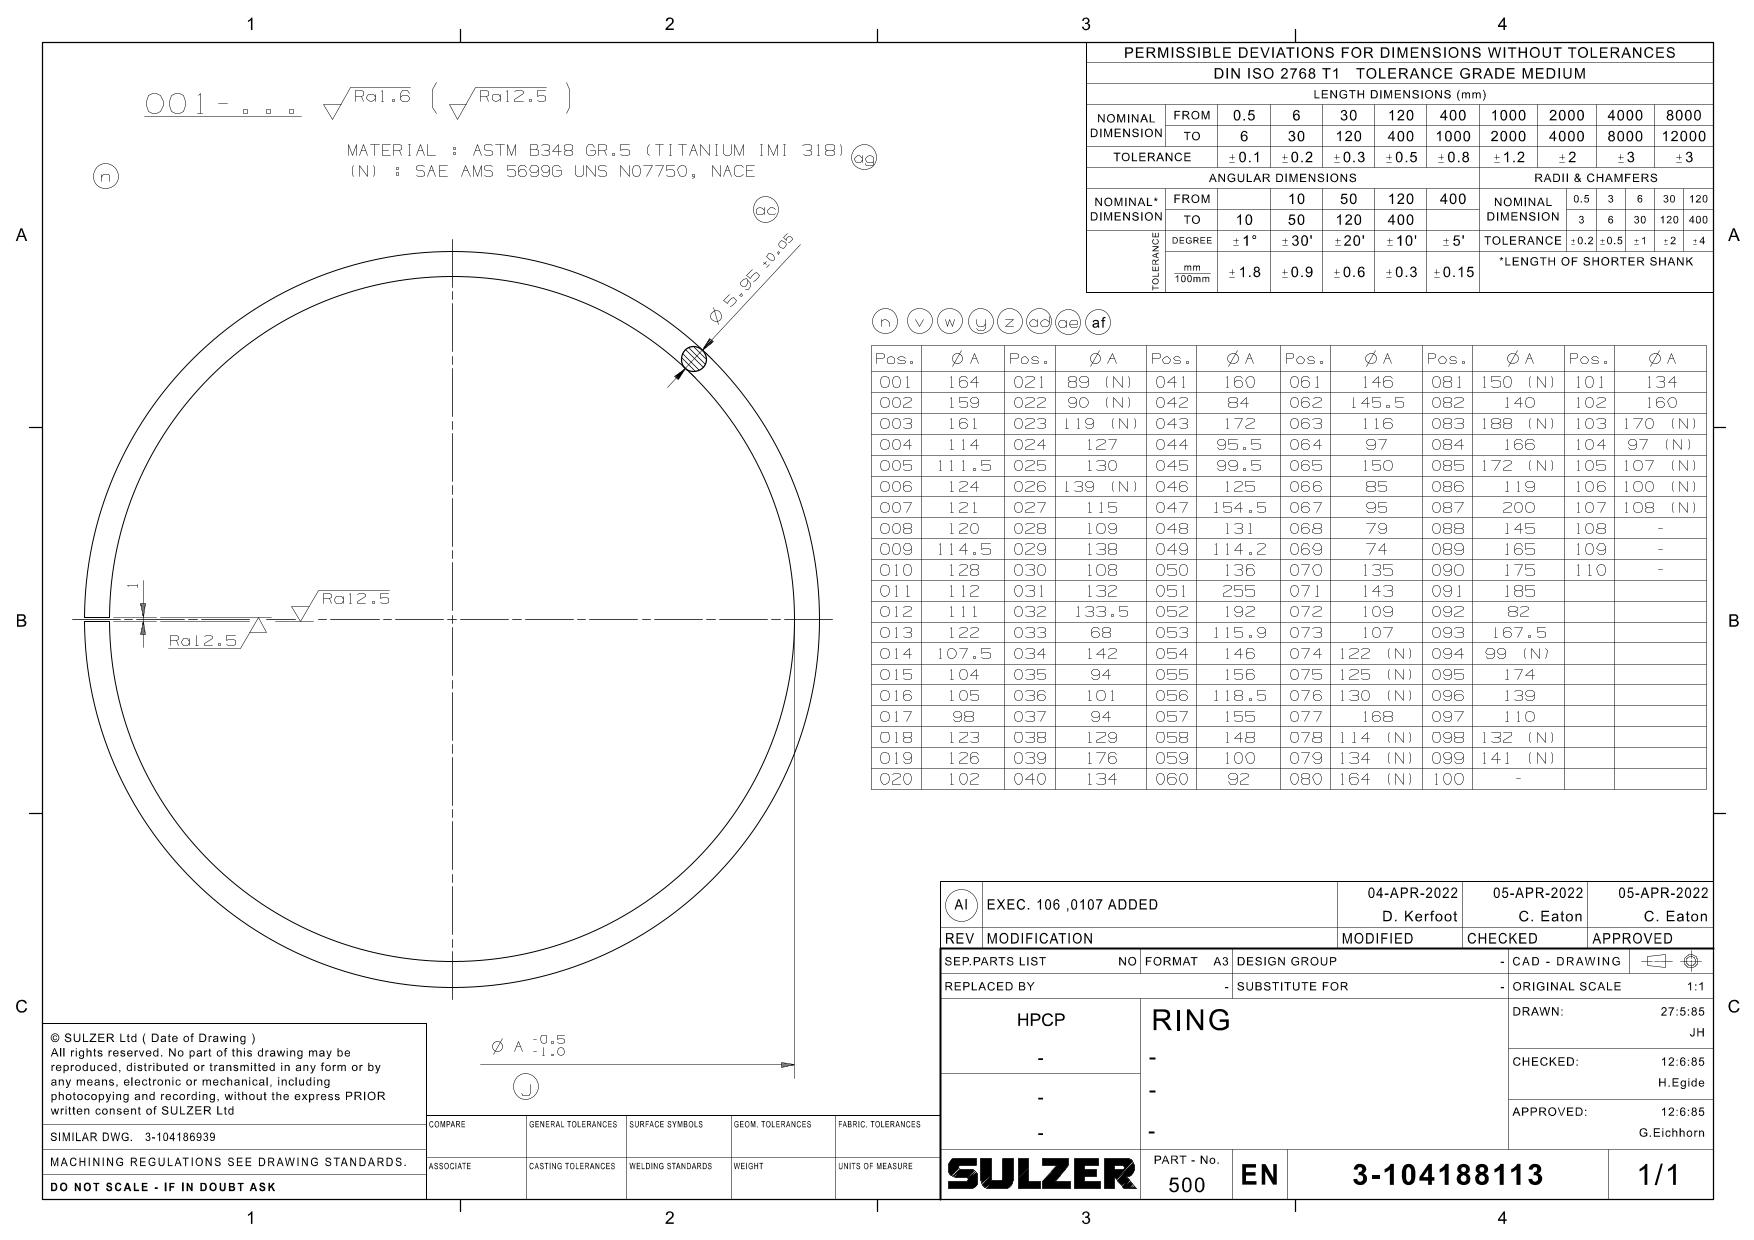 1 2 3 4
A B C
A B C
001-... Ra1.6 ( Ra12.5 )
MATERIAL : ASTM B348 GR.5 (TITANIUM IMI 318) ag
(N) : SAE AMS 5699G UNS N07750, NACE
n
ac
Ø 5.95 ±0.05
1
Ra12.5
Ra12.5
Ø A -0.5 -1.0
J
PERMISSIBLE DEVIATIONS FOR DIMENSIONS WITHOUT TOLERANCES
DIN ISO 2768 T1 TOLERANCE GRADE MEDIUM
LENGTH DIMENSIONS (mm)
NOMINAL DIMENSION FROM 0.5 6 30 120 400 1000 2000 4000 8000
TO 6 30 120 400 1000 2000 4000 8000 12000
TOLERANCE ±0.1 ±0.2 ±0.3 ±0.5 ±0.8 ±1.2 ±2 ±3 ±3
ANGULAR DIMENSIONS RADII & CHAMFERS
NOMINAL* DIMENSION FROM 10 50 120 400 NOMINAL DIMENSION 0.5 3 6 30 120
TO 10 50 120 400 3 6 30 120 400
TOLERANCE DEGREE ±1° ±30' ±20' ±10' ±5' TOLERANCE ±0.2 ±0.5 ±1 ±2 ±4
mm/100mm ±1.8 ±0.9 ±0.6 ±0.3 ±0.15 *LENGTH OF SHORTER SHANK
n v w y z ad ae af
Pos. Ø A Pos. Ø A Pos. Ø A Pos. Ø A Pos. Ø A Pos. Ø A
001 164 021 89 (N) 041 160 061 146 081 150 (N) 101 134
002 159 022 90 (N) 042 84 062 145.5 082 140 102 160
003 161 023 119 (N) 043 172 063 116 083 188 (N) 103 170 (N)
004 114 024 127 044 95.5 064 97 084 166 104 97 (N)
005 111.5 025 130 045 99.5 065 150 085 172 (N) 105 107 (N)
006 124 026 139 (N) 046 125 066 85 086 119 106 100 (N)
007 121 027 115 047 154.5 067 95 087 200 107 108 (N)
008 120 028 109 048 131 068 79 088 145 108 -
009 114.5 029 138 049 114.2 069 74 089 165 109 -
010 128 030 108 050 136 070 135 090 175 110 -
011 112 031 132 051 255 071 143 091 185
012 111 032 133.5 052 192 072 109 092 82
013 122 033 68 053 115.9 073 107 093 167.5
014 107.5 034 142 054 146 074 122 (N) 094 99 (N)
015 104 035 94 055 156 075 125 (N) 095 174
016 105 036 101 056 118.5 076 130 (N) 096 139
017 98 037 94 057 155 077 168 097 110
018 123 038 129 058 148 078 114 (N) 098 132 (N)
019 126 039 176 059 100 079 134 (N) 099 141 (N)
020 102 040 134 060 92 080 164 (N) 100 -
AI EXEC. 106 ,0107 ADDED 04-APR-2022 05-APR-2022 05-APR-2022
D. Kerfoot C. Eaton C. Eaton
REV MODIFICATION MODIFIED CHECKED APPROVED
SEP.PARTS LIST NO FORMAT A3 DESIGN GROUP - CAD - DRAWING
REPLACED BY - SUBSTITUTE FOR - ORIGINAL SCALE 1:1
HPCP RING DRAWN: 27:5:85
JH
- -
CHECKED: 12:6:85
H.Egide
- -
APPROVED: 12:6:85
- - G.Eichhorn
SULZER PART - No. 500 EN 3-104188113 1/1
© SULZER Ltd ( Date of Drawing )
All rights reserved. No part of this drawing may be
reproduced, distributed or transmitted in any form or by
any means, electronic or mechanical, including
photocopying and recording, without the express PRIOR
written consent of SULZER Ltd
SIMILAR DWG. 3-104186939
MACHINING REGULATIONS SEE DRAWING STANDARDS.
DO NOT SCALE - IF IN DOUBT ASK
COMPARE GENERAL TOLERANCES SURFACE SYMBOLS GEOM. TOLERANCES FABRIC. TOLERANCES
ASSOCIATE CASTING TOLERANCES WELDING STANDARDS WEIGHT UNITS OF MEASURE
1 2 3 4